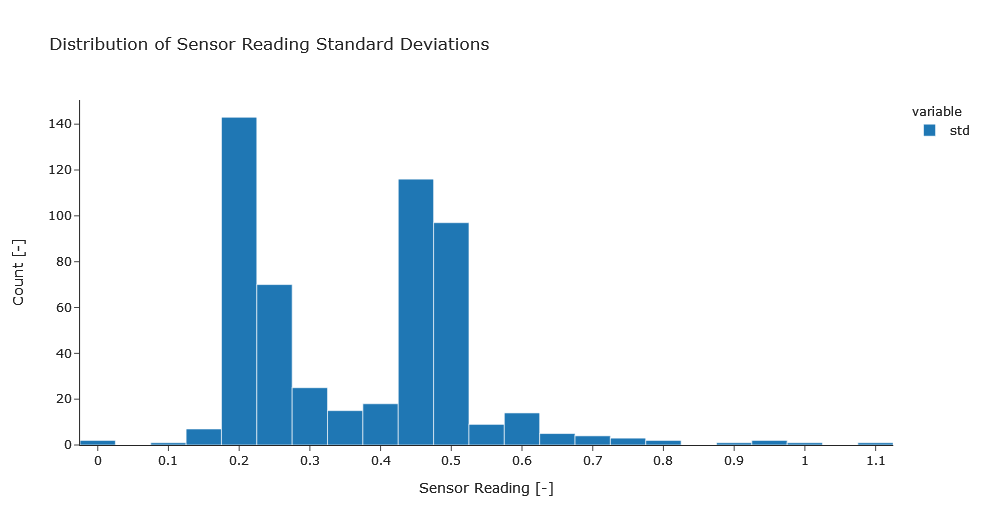 Distribution of Sensor Reading Standard Deviations
variable
std
Count [-]
140
120
100
80
60
40
20
0
0 0.1 0.2 0.3 0.4 0.5 0.6 0.7 0.8 0.9 1 1.1
Sensor Reading [-]